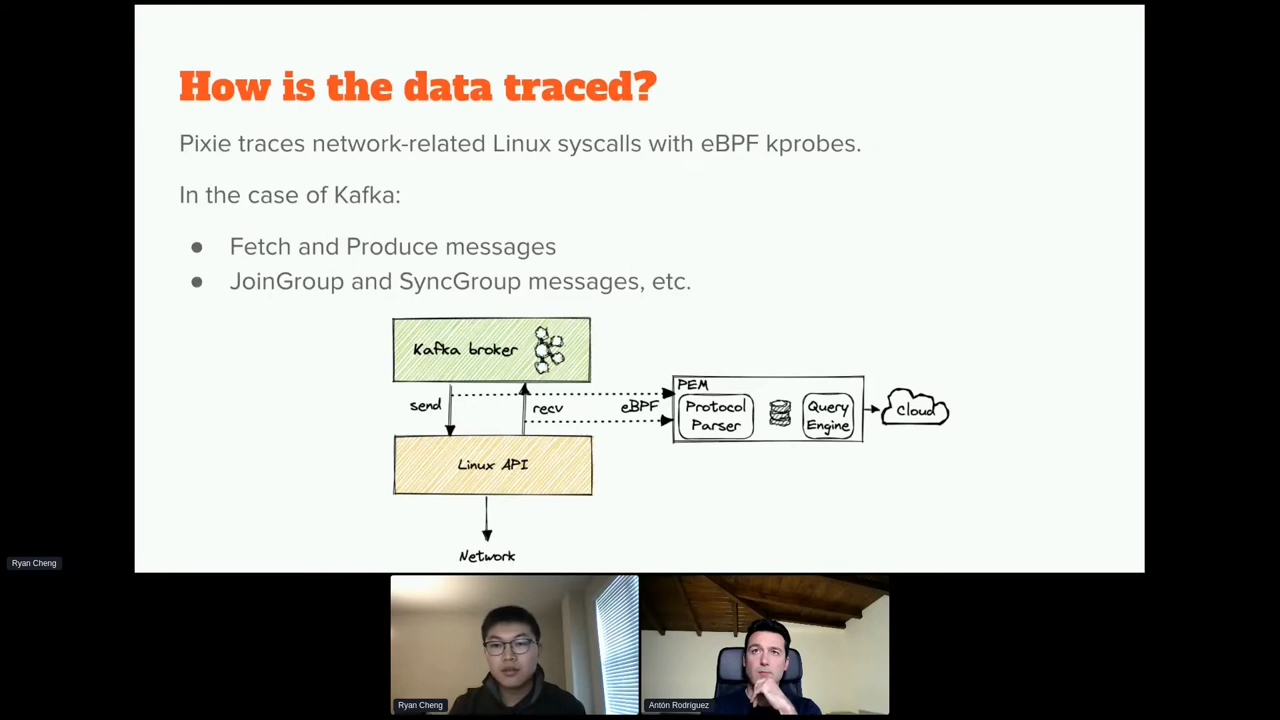 How is the data traced?
Pixie traces network-related Linux syscalls with eBPF kprobes.
In the case of Kafka:
● Fetch and Produce messages
● JoinGroup and SyncGroup messages, etc.
Kafka broker
send
recv
eBPF
PEM
Protocol
Parser
Query
Engine
Cloud
Linux API
Network
Ryan Cheng
Ryan Cheng
Antón Rodríguez